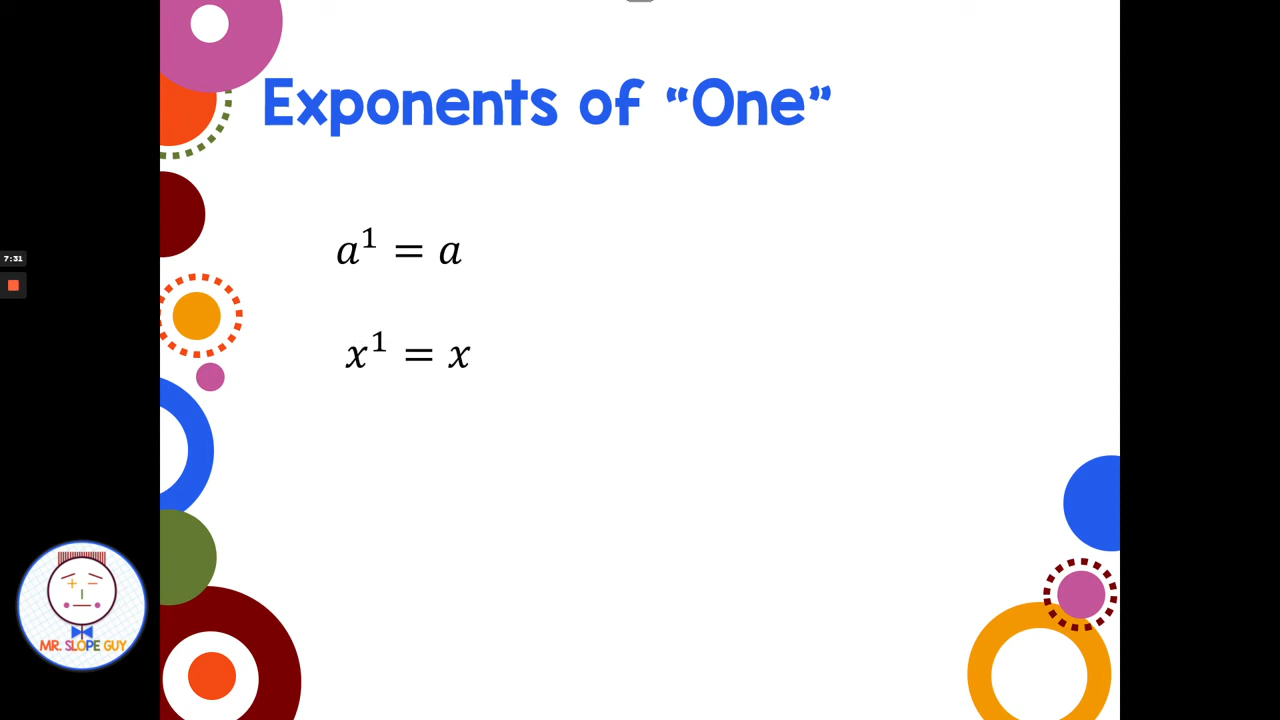 Exponents of “One”
a¹ = a
7:31
x¹ = x
MR. SLOPE GUY